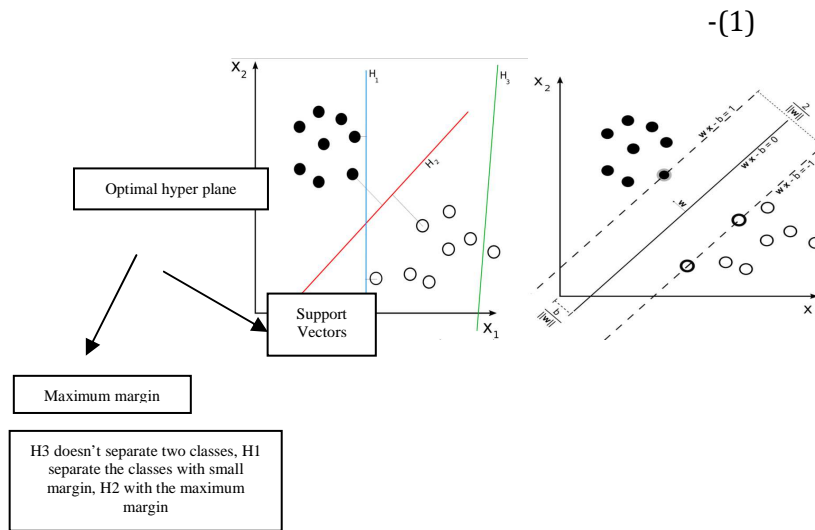 -(1)
X2
H1
H3
H2
X1
Optimal hyper plane
Support
Vectors
Maximum margin
H3 doesn't separate two classes, H1
separate the classes with small
margin, H2 with the maximum
margin
x2
w x - b = 1
2
||w||
w x - b = 0
w x - b = -1
w
b
||w||
x